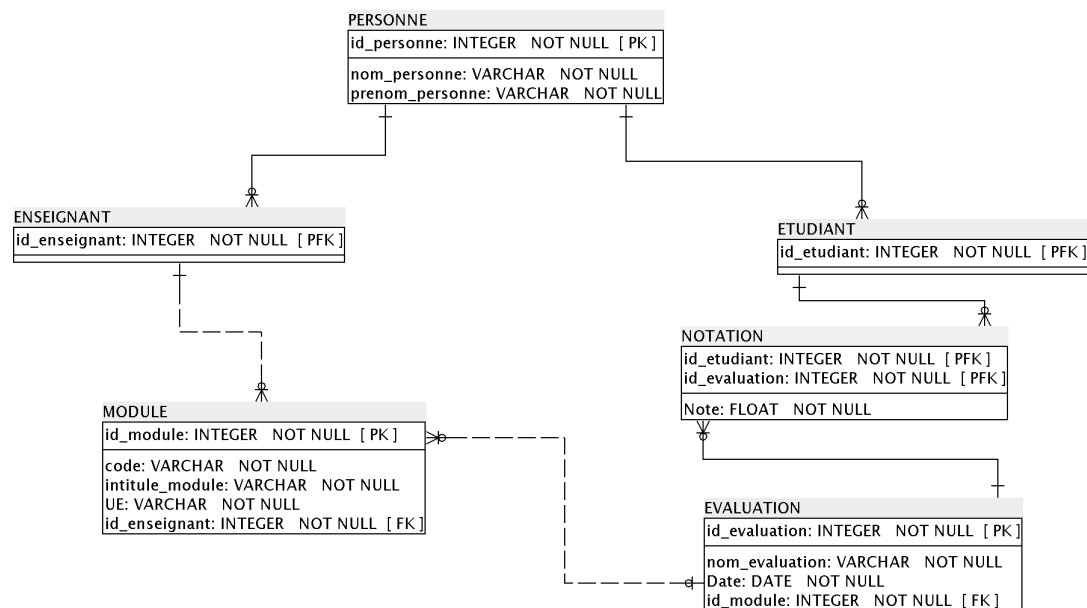 PERSONNE
id_personne: INTEGER NOT NULL [ PK ]
nom_personne: VARCHAR NOT NULL
prenom_personne: VARCHAR NOT NULL
ENSEIGNANT
id_enseignant: INTEGER NOT NULL [ PFK ]
ETUDIANT
id_etudiant: INTEGER NOT NULL [ PFK ]
NOTATION
id_etudiant: INTEGER NOT NULL [ PFK ]
id_evaluation: INTEGER NOT NULL [ PFK ]
Note: FLOAT NOT NULL
MODULE
id_module: INTEGER NOT NULL [ PK ]
code: VARCHAR NOT NULL
intitule_module: VARCHAR NOT NULL
UE: VARCHAR NOT NULL
id_enseignant: INTEGER NOT NULL [ FK ]
EVALUATION
id_evaluation: INTEGER NOT NULL [ PK ]
nom_evaluation: VARCHAR NOT NULL
Date: DATE NOT NULL
id_module: INTEGER NOT NULL [ FK ]